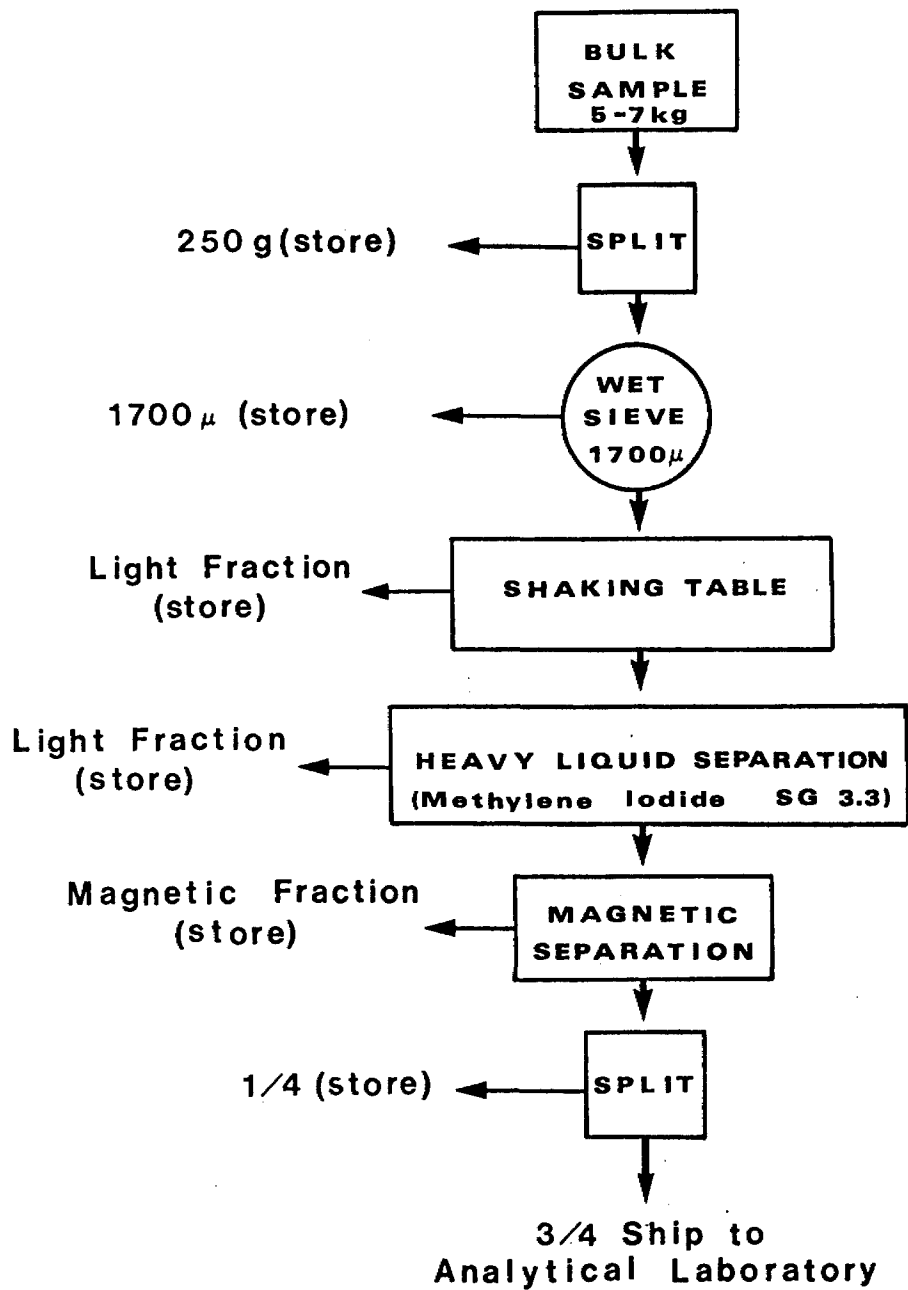 BULK
SAMPLE
5-7kg
250 g (store)
SPLIT
1700 μ (store)
WET
SIEVE
1700μ
Light Fraction
(store)
SHAKING TABLE
Light Fraction
(store)
HEAVY LIQUID SEPARATION
(Methylene Iodide SG 3.3)
Magnetic Fraction
(store)
MAGNETIC
SEPARATION
1/4 (store)
SPLIT
3/4 Ship to
Analytical Laboratory